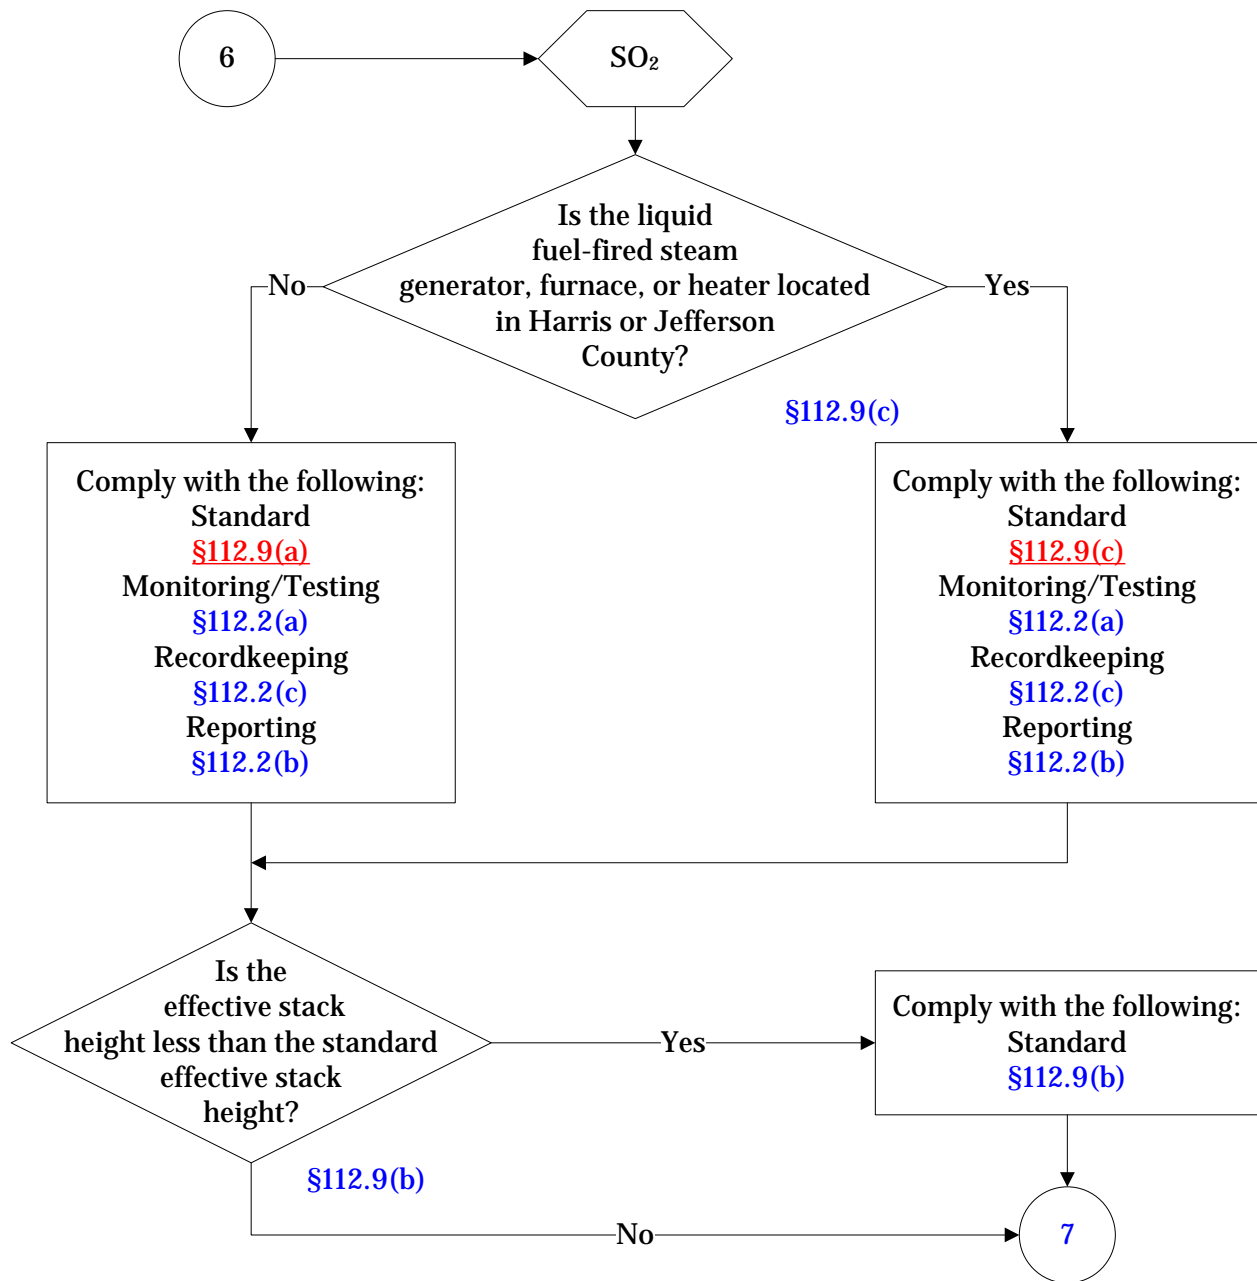 6
SO₂
Is the liquid
fuel-fired steam
generator, furnace, or heater located
in Harris or Jefferson
County?
No
Yes
§112.9(c)
Comply with the following:
Standard
§112.9(a)
Monitoring/Testing
§112.2(a)
Recordkeeping
§112.2(c)
Reporting
§112.2(b)
Comply with the following:
Standard
§112.9(c)
Monitoring/Testing
§112.2(a)
Recordkeeping
§112.2(c)
Reporting
§112.2(b)
Is the
effective stack
height less than the standard
effective stack
height?
Yes
Comply with the following:
Standard
§112.9(b)
§112.9(b)
No
7